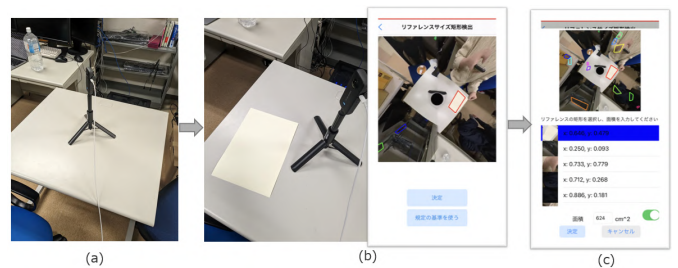 リファレンスサイズ矩形検出
決定
規定の基準を使う
リファレンスの矩形を選択し、面積を入力してください
x: 0.250, y: 0.093
x: 0.733, y: 0.779
x: 0.712, y: 0.268
x: 0.886, y: 0.181
面積 624 cm^2
決定 キャンセル
(a)
(b)
(c)